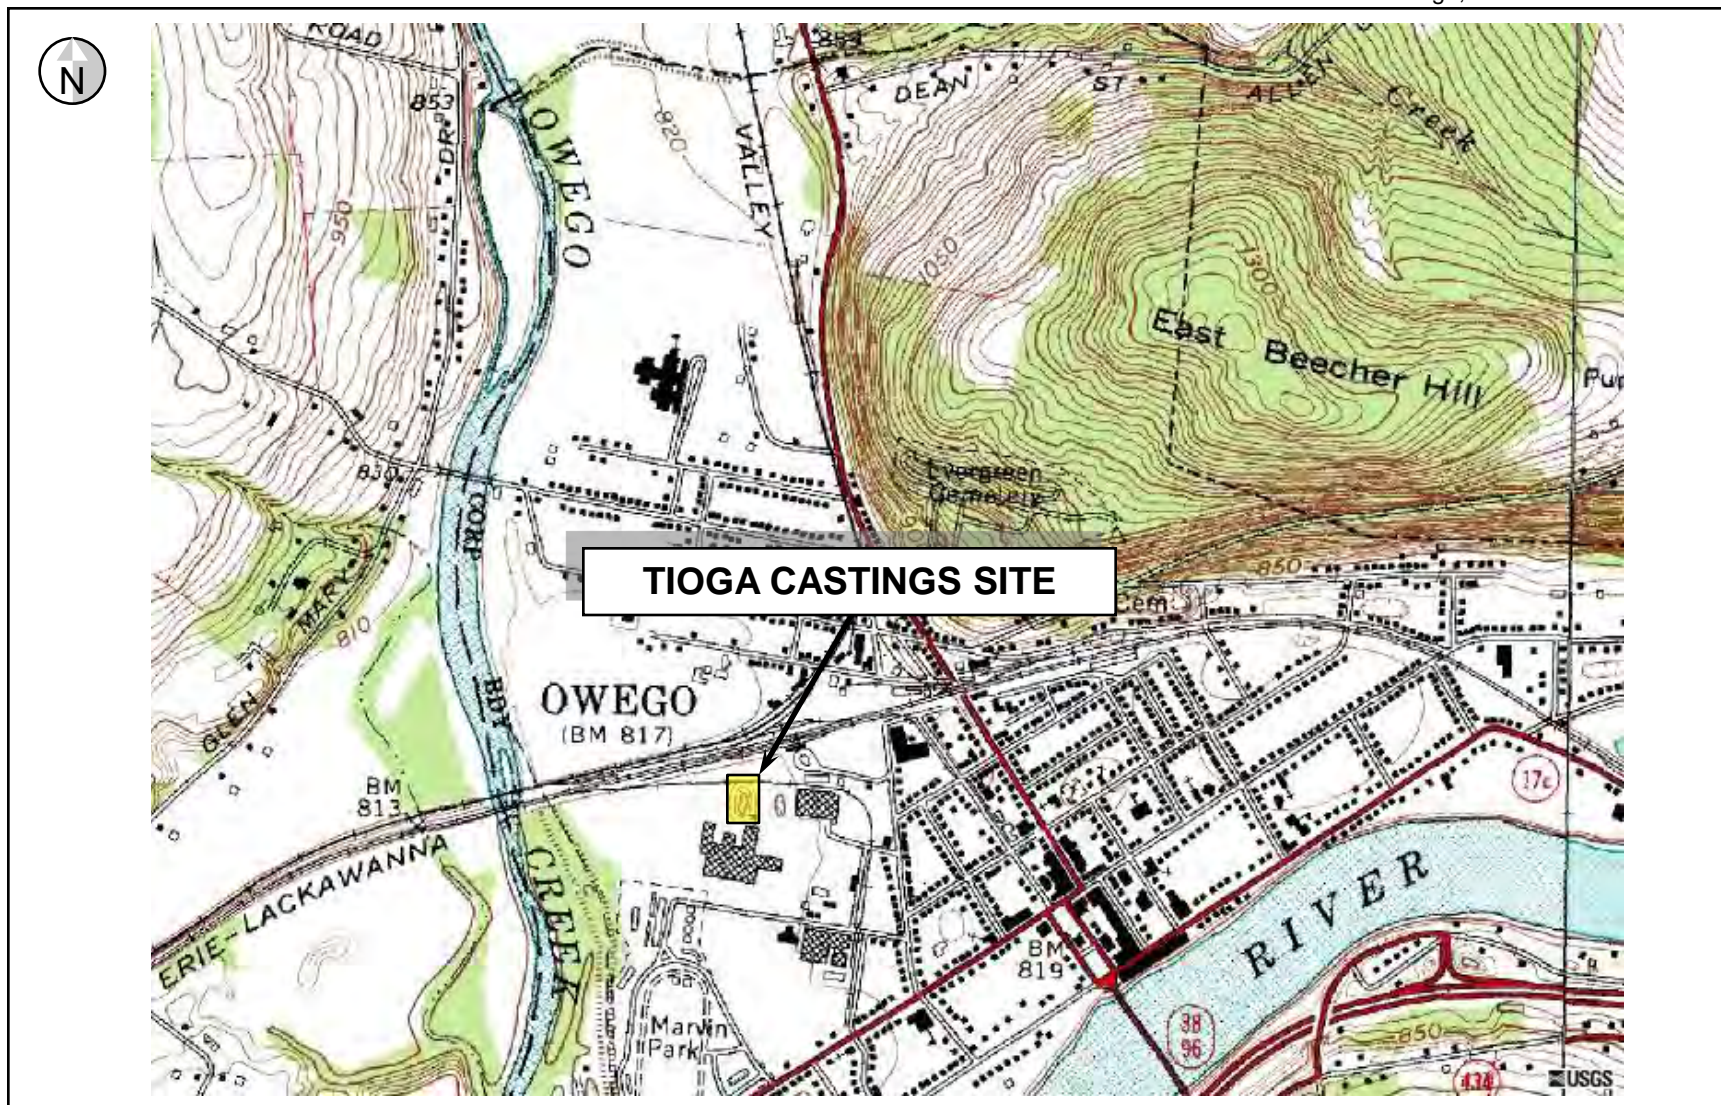 N
ROAD
853
DR
OWEGO
820
VALLEY
DEAN
ST
ALLEN
Creek
950
1050
1300
East Beecher Hill
830
Evergreen
Cemetery
CORP
TIOGA CASTINGS SITE
850
Cem
MARY
810
GLEN
BDY
OWEGO
(BM 817)
17c
BM
813
ERIE-LACKAWANNA
CREEK
RIVER
BM
819
Marvin
Park
38
96
850
434
USGS